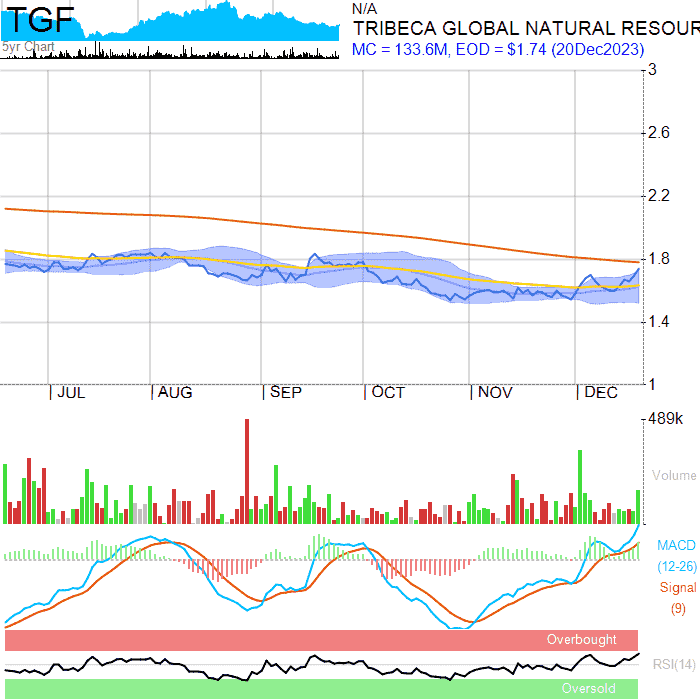 TGF
5yr Chart
N/A
TRIBECA GLOBAL NATURAL RESOUR
MC = 133.6M, EOD = $1.74 (20Dec2023)
3
2.6
2.2
1.8
1.4
1
JUL AUG SEP OCT NOV DEC
489k
Volume
MACD
(12-26)
Signal
(9)
Overbought
RSI(14)
Oversold